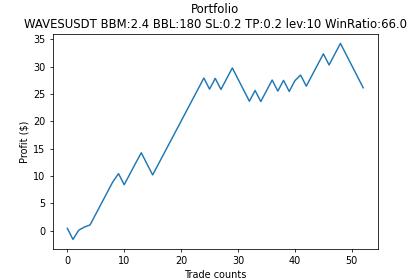 Portfolio
WAVESUSDT BBM:2.4 BBL:180 SL:0.2 TP:0.2 lev:10 WinRatio:66.0
35
30
25
20
15
10
5
0
Profit ($)
0 10 20 30 40 50
Trade counts